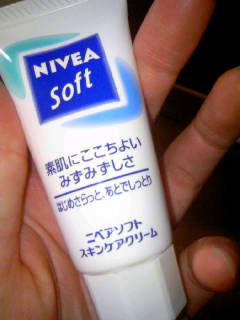 NIVEA
Soft
素肌にここちよい
みずみずしさ
はじめさらっと、あとでしっとり
ニベアソフト
スキンケアクリーム